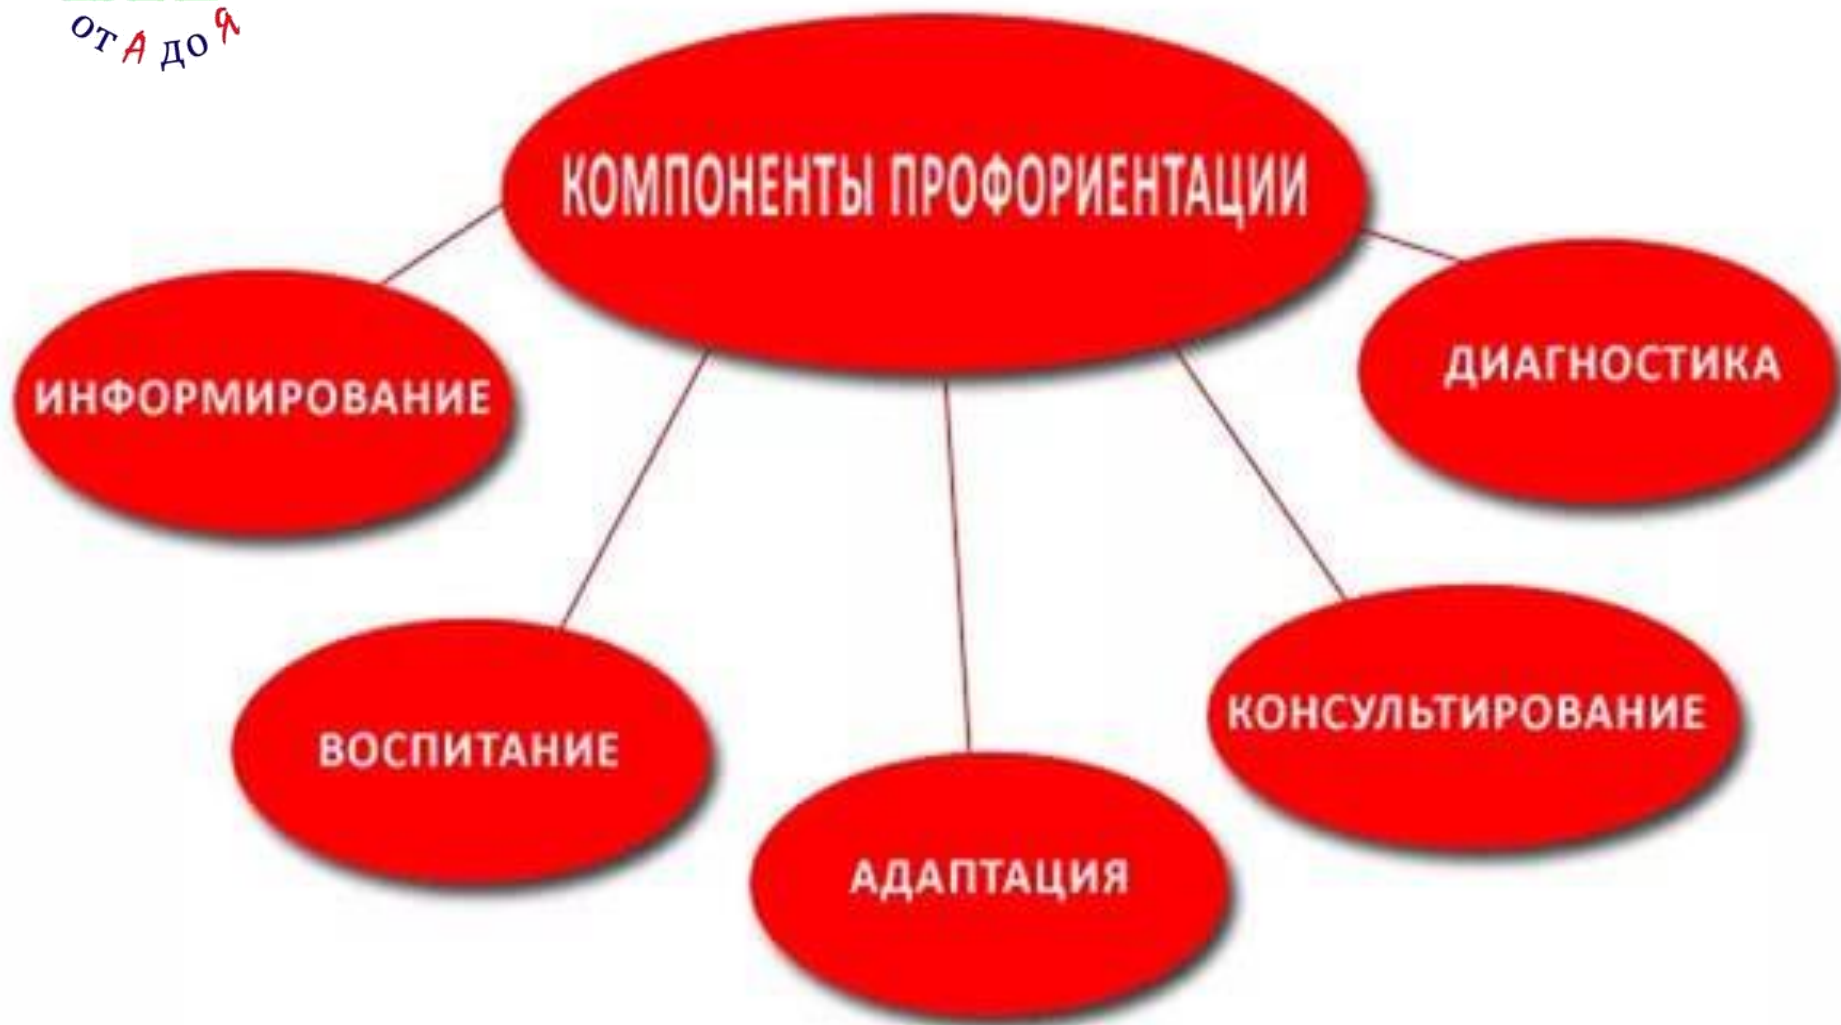 от А до Я
КОМПОНЕНТЫ ПРОФОРИЕНТАЦИИ
ИНФОРМИРОВАНИЕ
ДИАГНОСТИКА
ВОСПИТАНИЕ
КОНСУЛЬТИРОВАНИЕ
АДАПТАЦИЯ